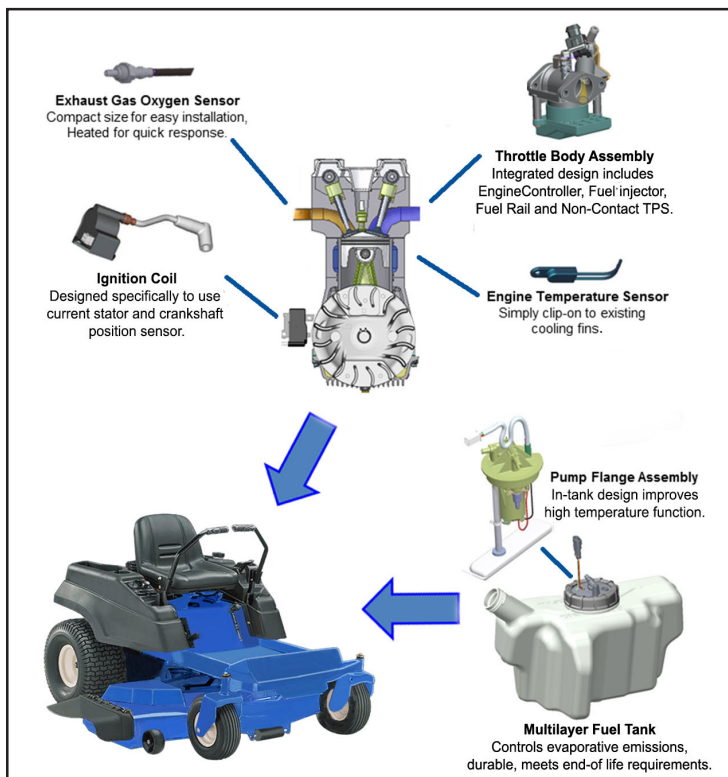 Exhaust Gas Oxygen Sensor
Compact size for easy installation,
Heated for quick response.
Throttle Body Assembly
Integrated design includes
EngineController, Fuel injector,
Fuel Rail and Non-Contact TPS.
Ignition Coil
Designed specifically to use
current stator and crankshaft
position sensor.
Engine Temperature Sensor
Simply clip-on to existing
cooling fins.
Pump Flange Assembly
In-tank design improves
high temperature function.
Multilayer Fuel Tank
Controls evaporative emissions,
durable, meets end-of life requirements.